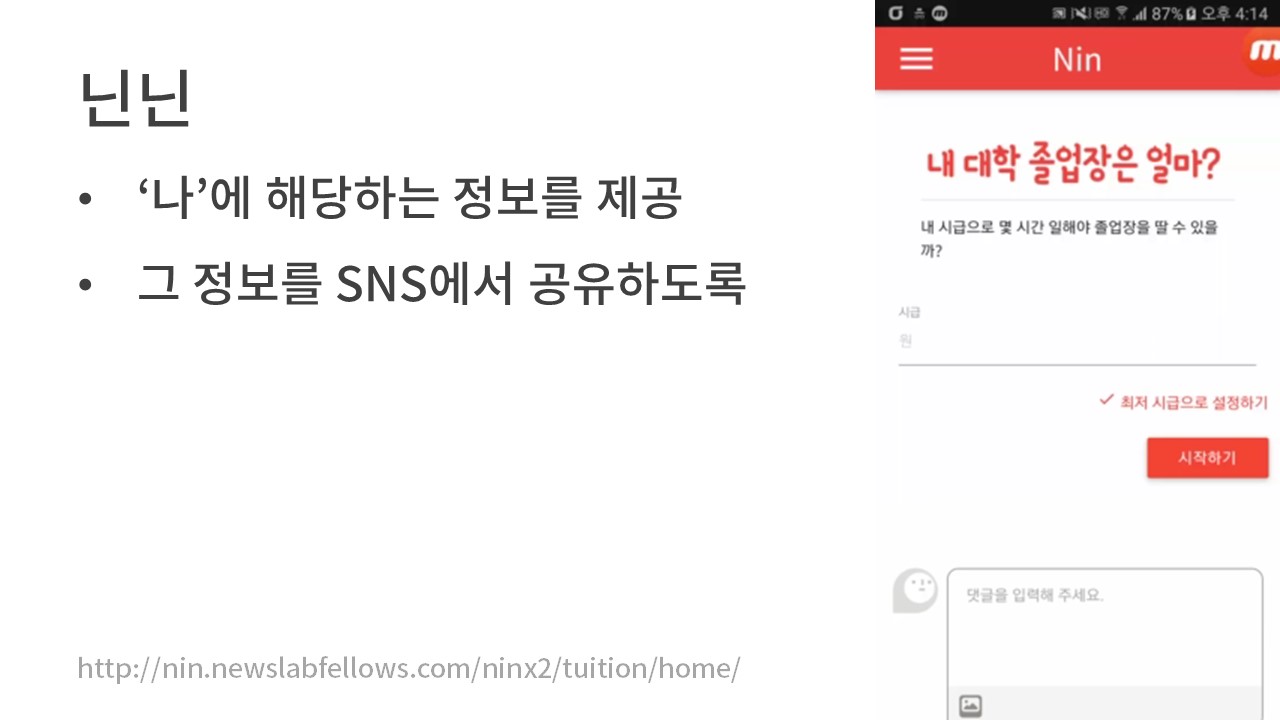 닌닌
• ‘나’에 해당하는 정보를 제공
• 그 정보를 SNS에서 공유하도록
http://nin.newslabfellows.com/ninx2/tuition/home/
87% 오후 4:14
Nin
m
내 대학 졸업장은 얼마?
내 시급으로 몇 시간 일해야 졸업장을 딸 수 있을
까?
시급
원
최저 시급으로 설정하기
시작하기
댓글을 입력해 주세요.